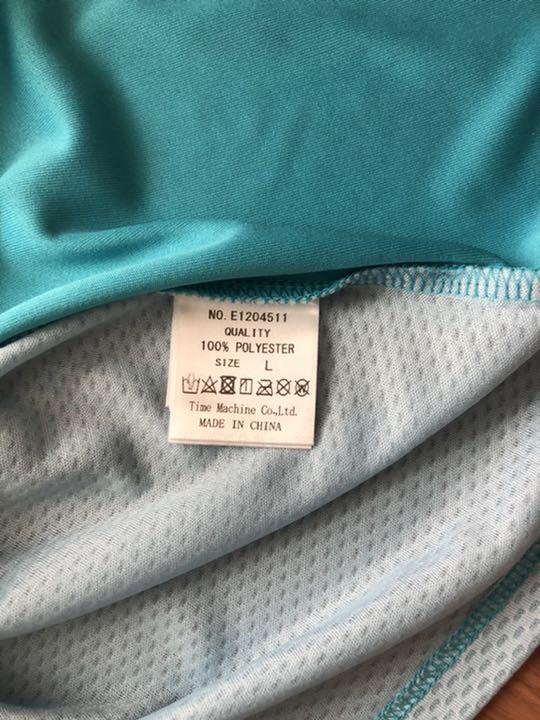 NO. E1204511
QUALITY
100% POLYESTER
SIZE L
Time Machine Co.,Ltd.
MADE IN CHINA